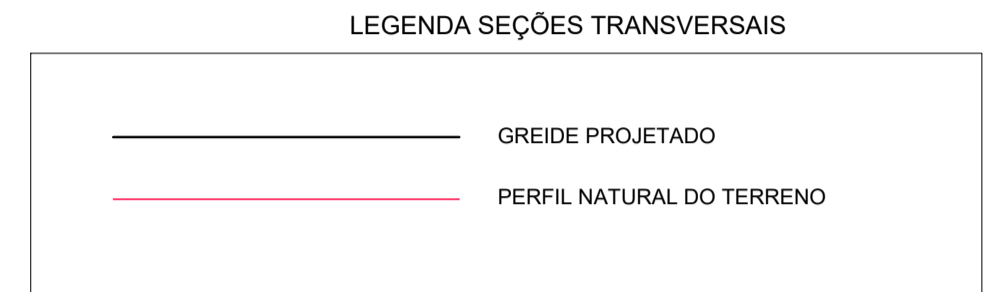 LEGENDA SEÇÕES TRANSVERSAIS
GREIDE PROJETADO
PERFIL NATURAL DO TERRENO